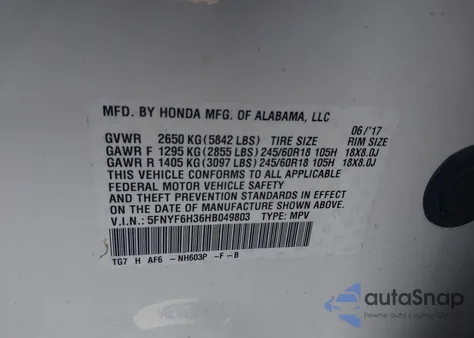 MFD. BY HONDA MFG. OF ALABAMA, LLC
06/'17
GVWR 2650 KG(5842 LBS) TIRE SIZE RIM SIZE
GAWR F 1295 KG(2855 LBS)245/60R18 105H 18X8.0J
GAWR R 1405 KG(3097 LBS)245/60R18 105H 18X8.0J
THIS VEHICLE CONFORMS TO ALL APPLICABLE
FEDERAL MOTOR VEHICLE SAFETY
AND THEFT PREVENTION STANDARDS IN EFFECT
ON THE DATE OF MANUFACTURE SHOWN ABOVE.
V.I.N.: 5FNYF6H36HB049803 TYPE: MPV
TG7 H AF6 -NH603P -F -B
autoSnap
Pewne auto z